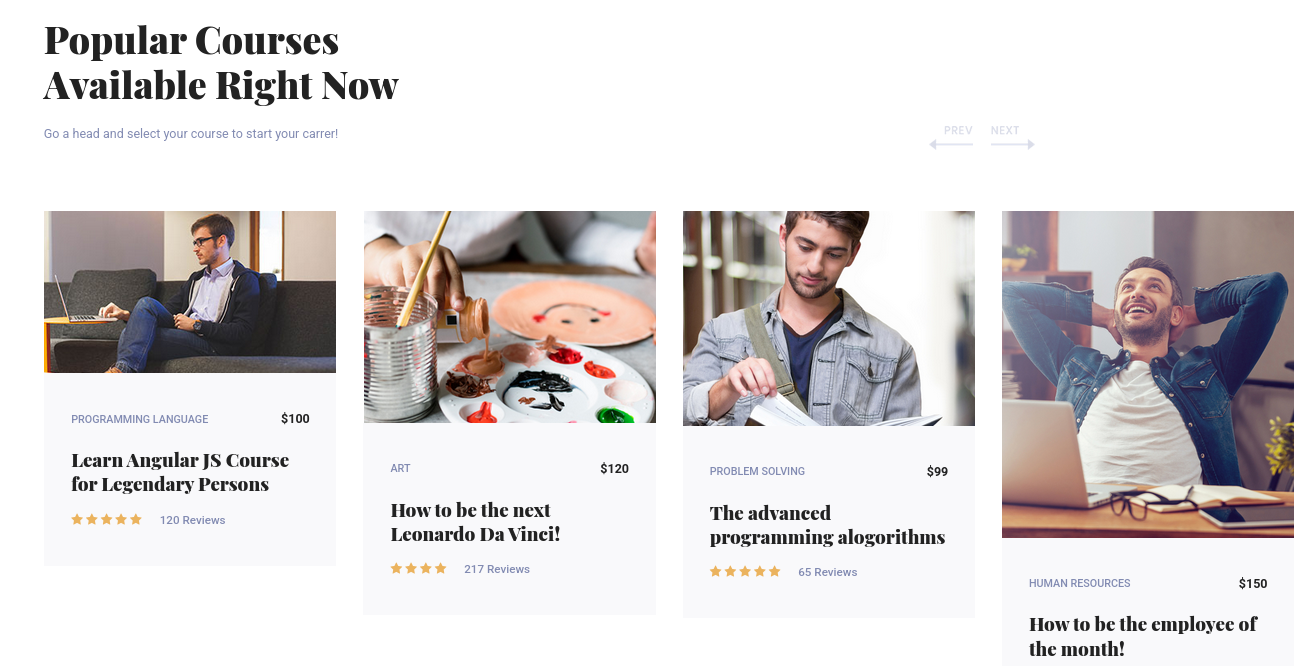 Popular Courses
Available Right Now
Go a head and select your course to start your carrer!
PREV NEXT
PROGRAMMING LANGUAGE $100
Learn Angular JS Course
for Legendary Persons
120 Reviews
ART $120
How to be the next
Leonardo Da Vinci!
217 Reviews
PROBLEM SOLVING $99
The advanced
programming alogorithms
65 Reviews
HUMAN RESOURCES $150
How to be the employee of
the month!